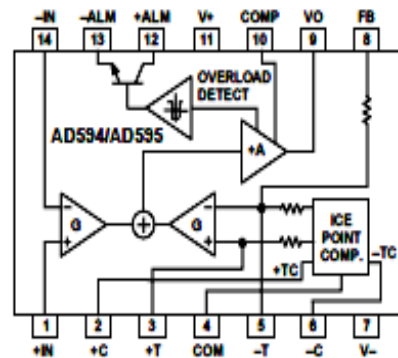 –IN –ALM +ALM V+ COMP VO FB
14 13 12 11 10 9 8
OVERLOAD
DETECT
AD594/AD595
+A
– –
G + G
+ +
ICE
POINT
COMP.
–TC
+TC
1 2 3 4 5 6 7
+IN +C +T COM –T –C V–